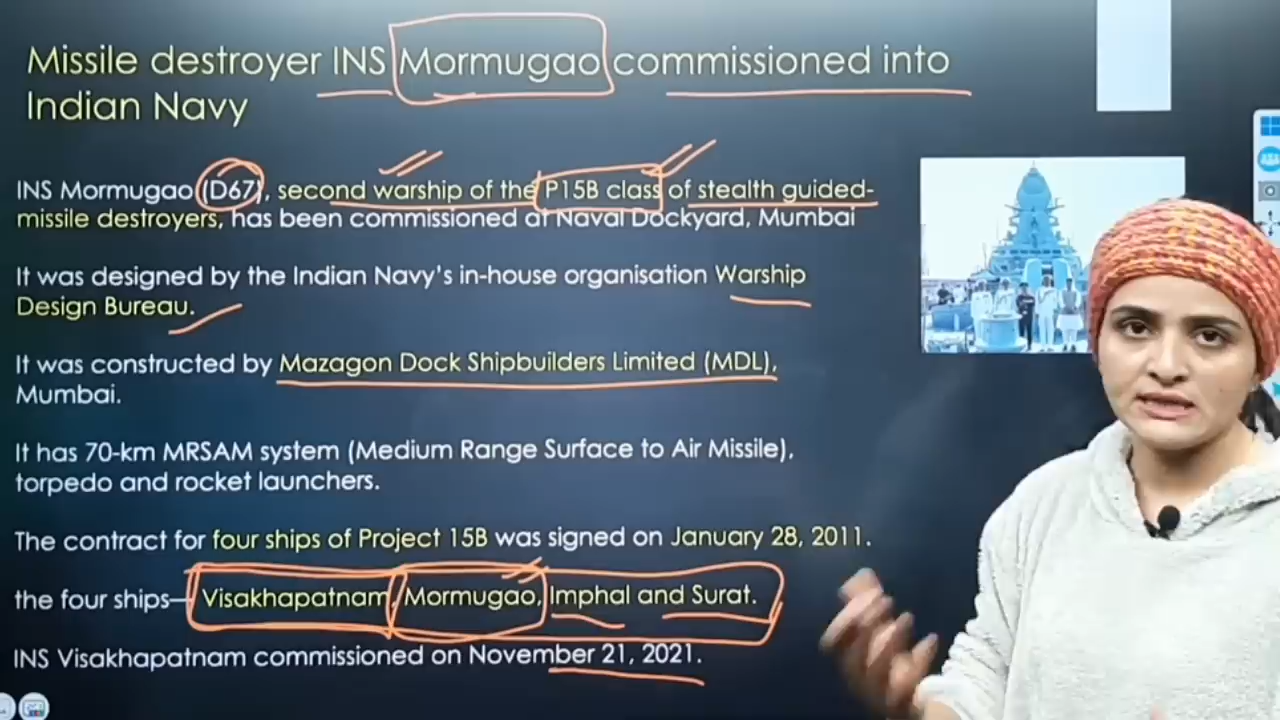 Missile destroyer INS Mormugao commissioned into
Indian Navy
INS Mormugao (D67), second warship of the P15B class of stealth guided-
missile destroyers, has been commissioned at Naval Dockyard, Mumbai
It was designed by the Indian Navy's in-house organisation Warship
Design Bureau.
It was constructed by Mazagon Dock Shipbuilders Limited (MDL),
Mumbai.
It has 70-km MRSAM system (Medium Range Surface to Air Missile),
torpedo and rocket launchers.
The contract for four ships of Project 15B was signed on January 28, 2011.
the four ships—Visakhapatnam, Mormugao, Imphal and Surat.
INS Visakhapatnam commissioned on November 21, 2021.